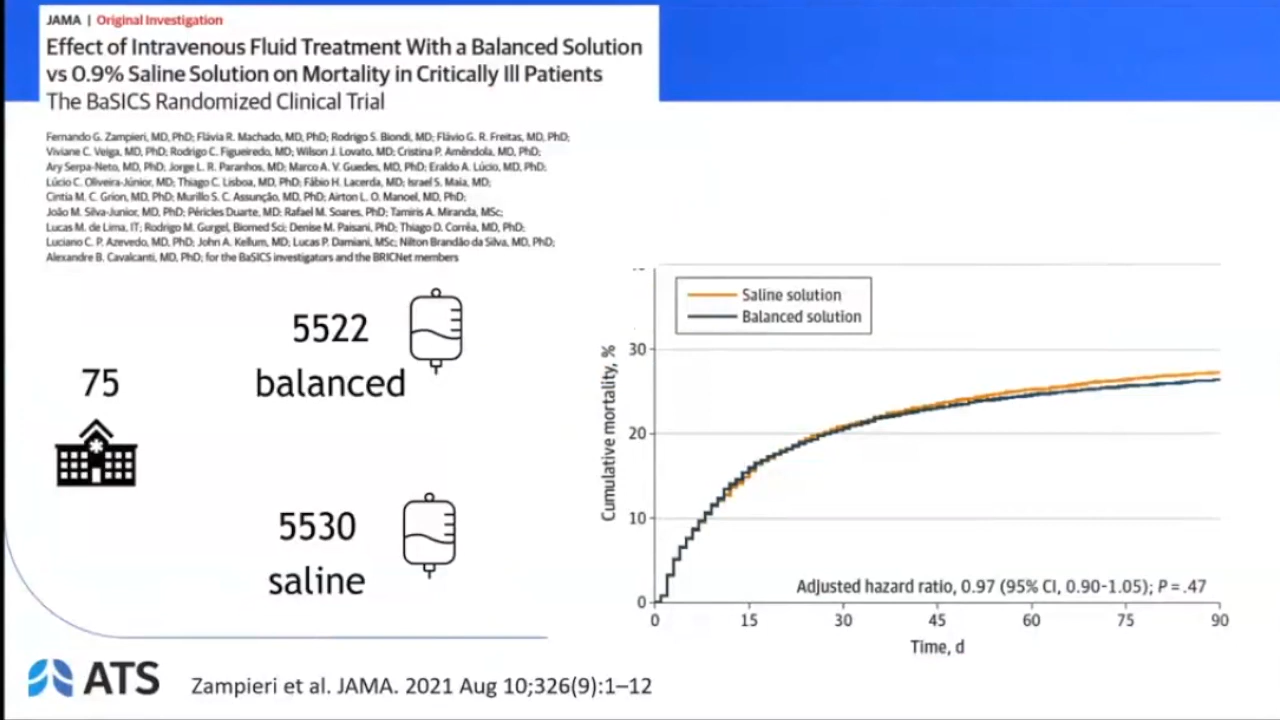 JAMA | Original Investigation
Effect of Intravenous Fluid Treatment With a Balanced Solution
vs 0.9% Saline Solution on Mortality in Critically Ill Patients
The BaSICS Randomized Clinical Trial
Fernando G. Zampieri, MD, PhD; Flávia R. Machado, MD, PhD; Rodrigo S. Biondi, MD; Flávio G. R. Freitas, MD, PhD;
Viviane C. Veiga, MD, PhD; Rodrigo C. Figueiredo, MD; Wilson J. Lovato, MD; Cristina P. Amêndola, MD, PhD;
Ary Serpa-Neto, MD, PhD; Jorge L. R. Paranhos, MD; Marco A. V. Guedes, MD, PhD; Eraldo A. Lúcio, MD, PhD;
Lúcio C. Oliveira-Júnior, MD; Thiago C. Lisboa, MD, PhD; Fábio H. Lacerda, MD; Israel S. Maia, MD;
Cintia M. C. Grion, MD, PhD; Murillo S. C. Assunção, MD, PhD; Airton L. O. Manoel, MD, PhD;
João M. Silva-Junior, MD, PhD; Péricles Duarte, MD; Rafael M. Soares, PhD; Tamiris A. Miranda, MSc;
Lucas M. de Lima, IT; Rodrigo M. Gurgel, Biomed Sci; Denise M. Paisani, PhD; Thiago D. Corrêa, MD, PhD;
Luciano C. P. Azevedo, MD, PhD; John A. Kellum, MD; Lucas P. Damiani, MSc; Nilton Brandão da Silva, MD, PhD;
Alexandre B. Cavalcanti, MD, PhD; for the BaSICS investigators and the BRICNet members
75
5522
balanced
5530
saline
Saline solution
Balanced solution
Cumulative mortality, %
30
20
10
0
Adjusted hazard ratio, 0.97 (95% CI, 0.90-1.05); P = .47
0 15 30 45 60 75 90
Time, d
ATS
Zampieri et al. JAMA. 2021 Aug 10;326(9):1–12